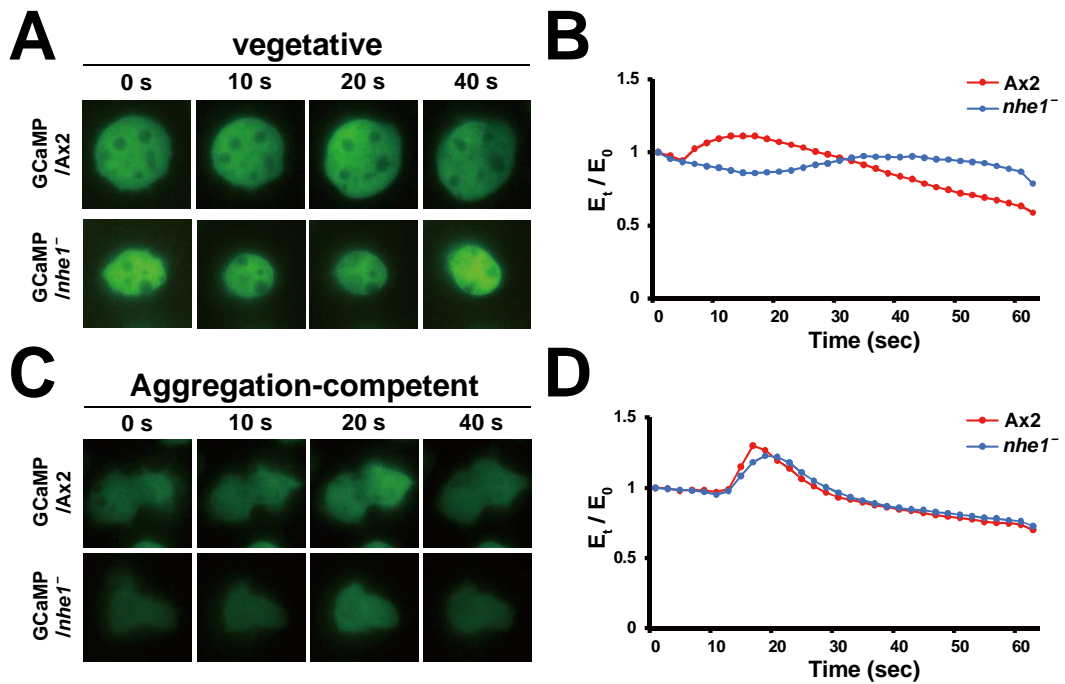 A
vegetative
0 s 10 s 20 s 40 s
GCaMP
/Ax2
GCaMP
/nhe1⁻
B
1.5
1
0.5
0
Et / E0
0 10 20 30 40 50 60
Time (sec)
Ax2
nhe1⁻
C
Aggregation-competent
0 s 10 s 20 s 40 s
GCaMP
/Ax2
GCaMP
/nhe1⁻
D
1.5
1
0.5
0
Et / E0
0 10 20 30 40 50 60
Time (sec)
Ax2
nhe1⁻